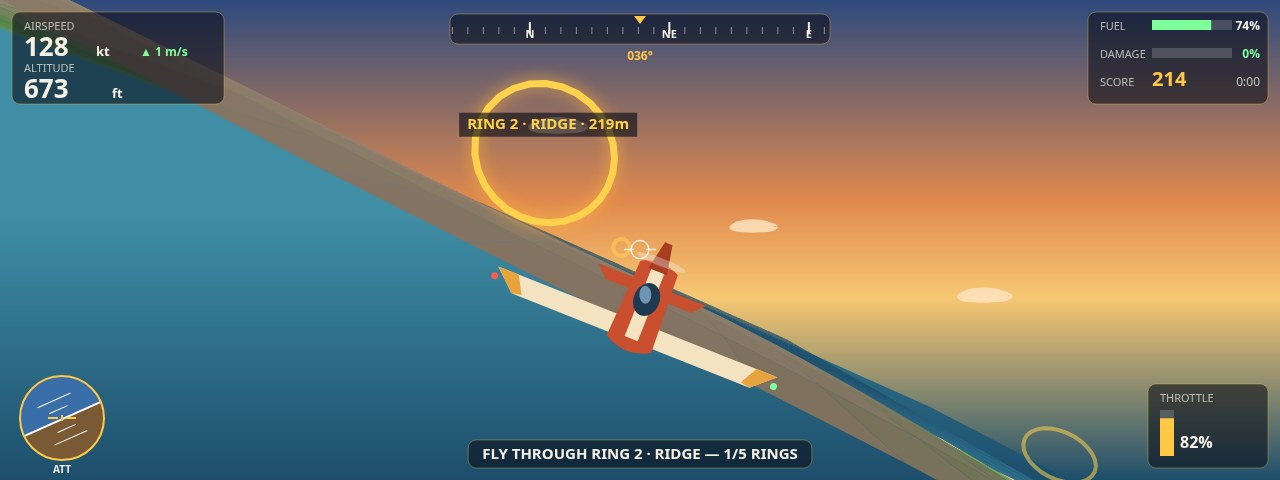 AIRSPEED
128 kt ▲ 1 m/s
ALTITUDE
673 ft
N NE E
036°
FUEL 74%
DAMAGE 0%
SCORE 214 0:00
RING 2 · RIDGE · 219m
ATT
FLY THROUGH RING 2 · RIDGE — 1/5 RINGS
THROTTLE
82%